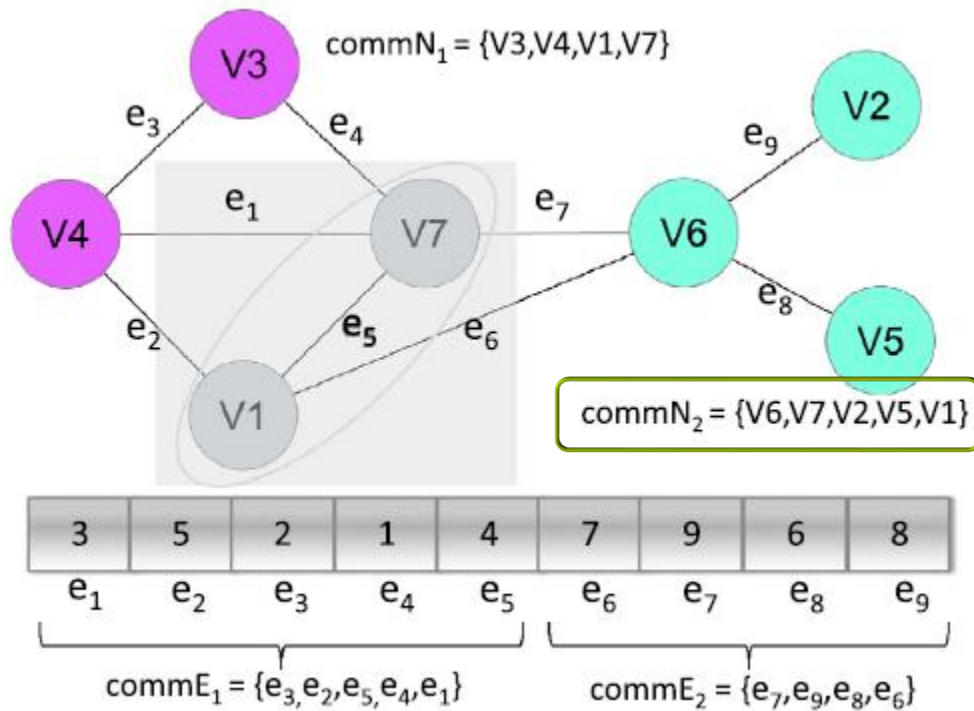 commN₁ = {V3,V4,V1,V7}
V3
V2
e₃
e₄
e₉
e₁
e₇
V4
V7
V6
e₂
e₅
e₆
e₈
V5
V1
commN₂ = {V6,V7,V2,V5,V1}
3 5 2 1 4 7 9 6 8
e₁ e₂ e₃ e₄ e₅ e₆ e₇ e₈ e₉
commE₁ = {e₃,e₂,e₅,e₄,e₁} commE₂ = {e₇,e₉,e₈,e₆}